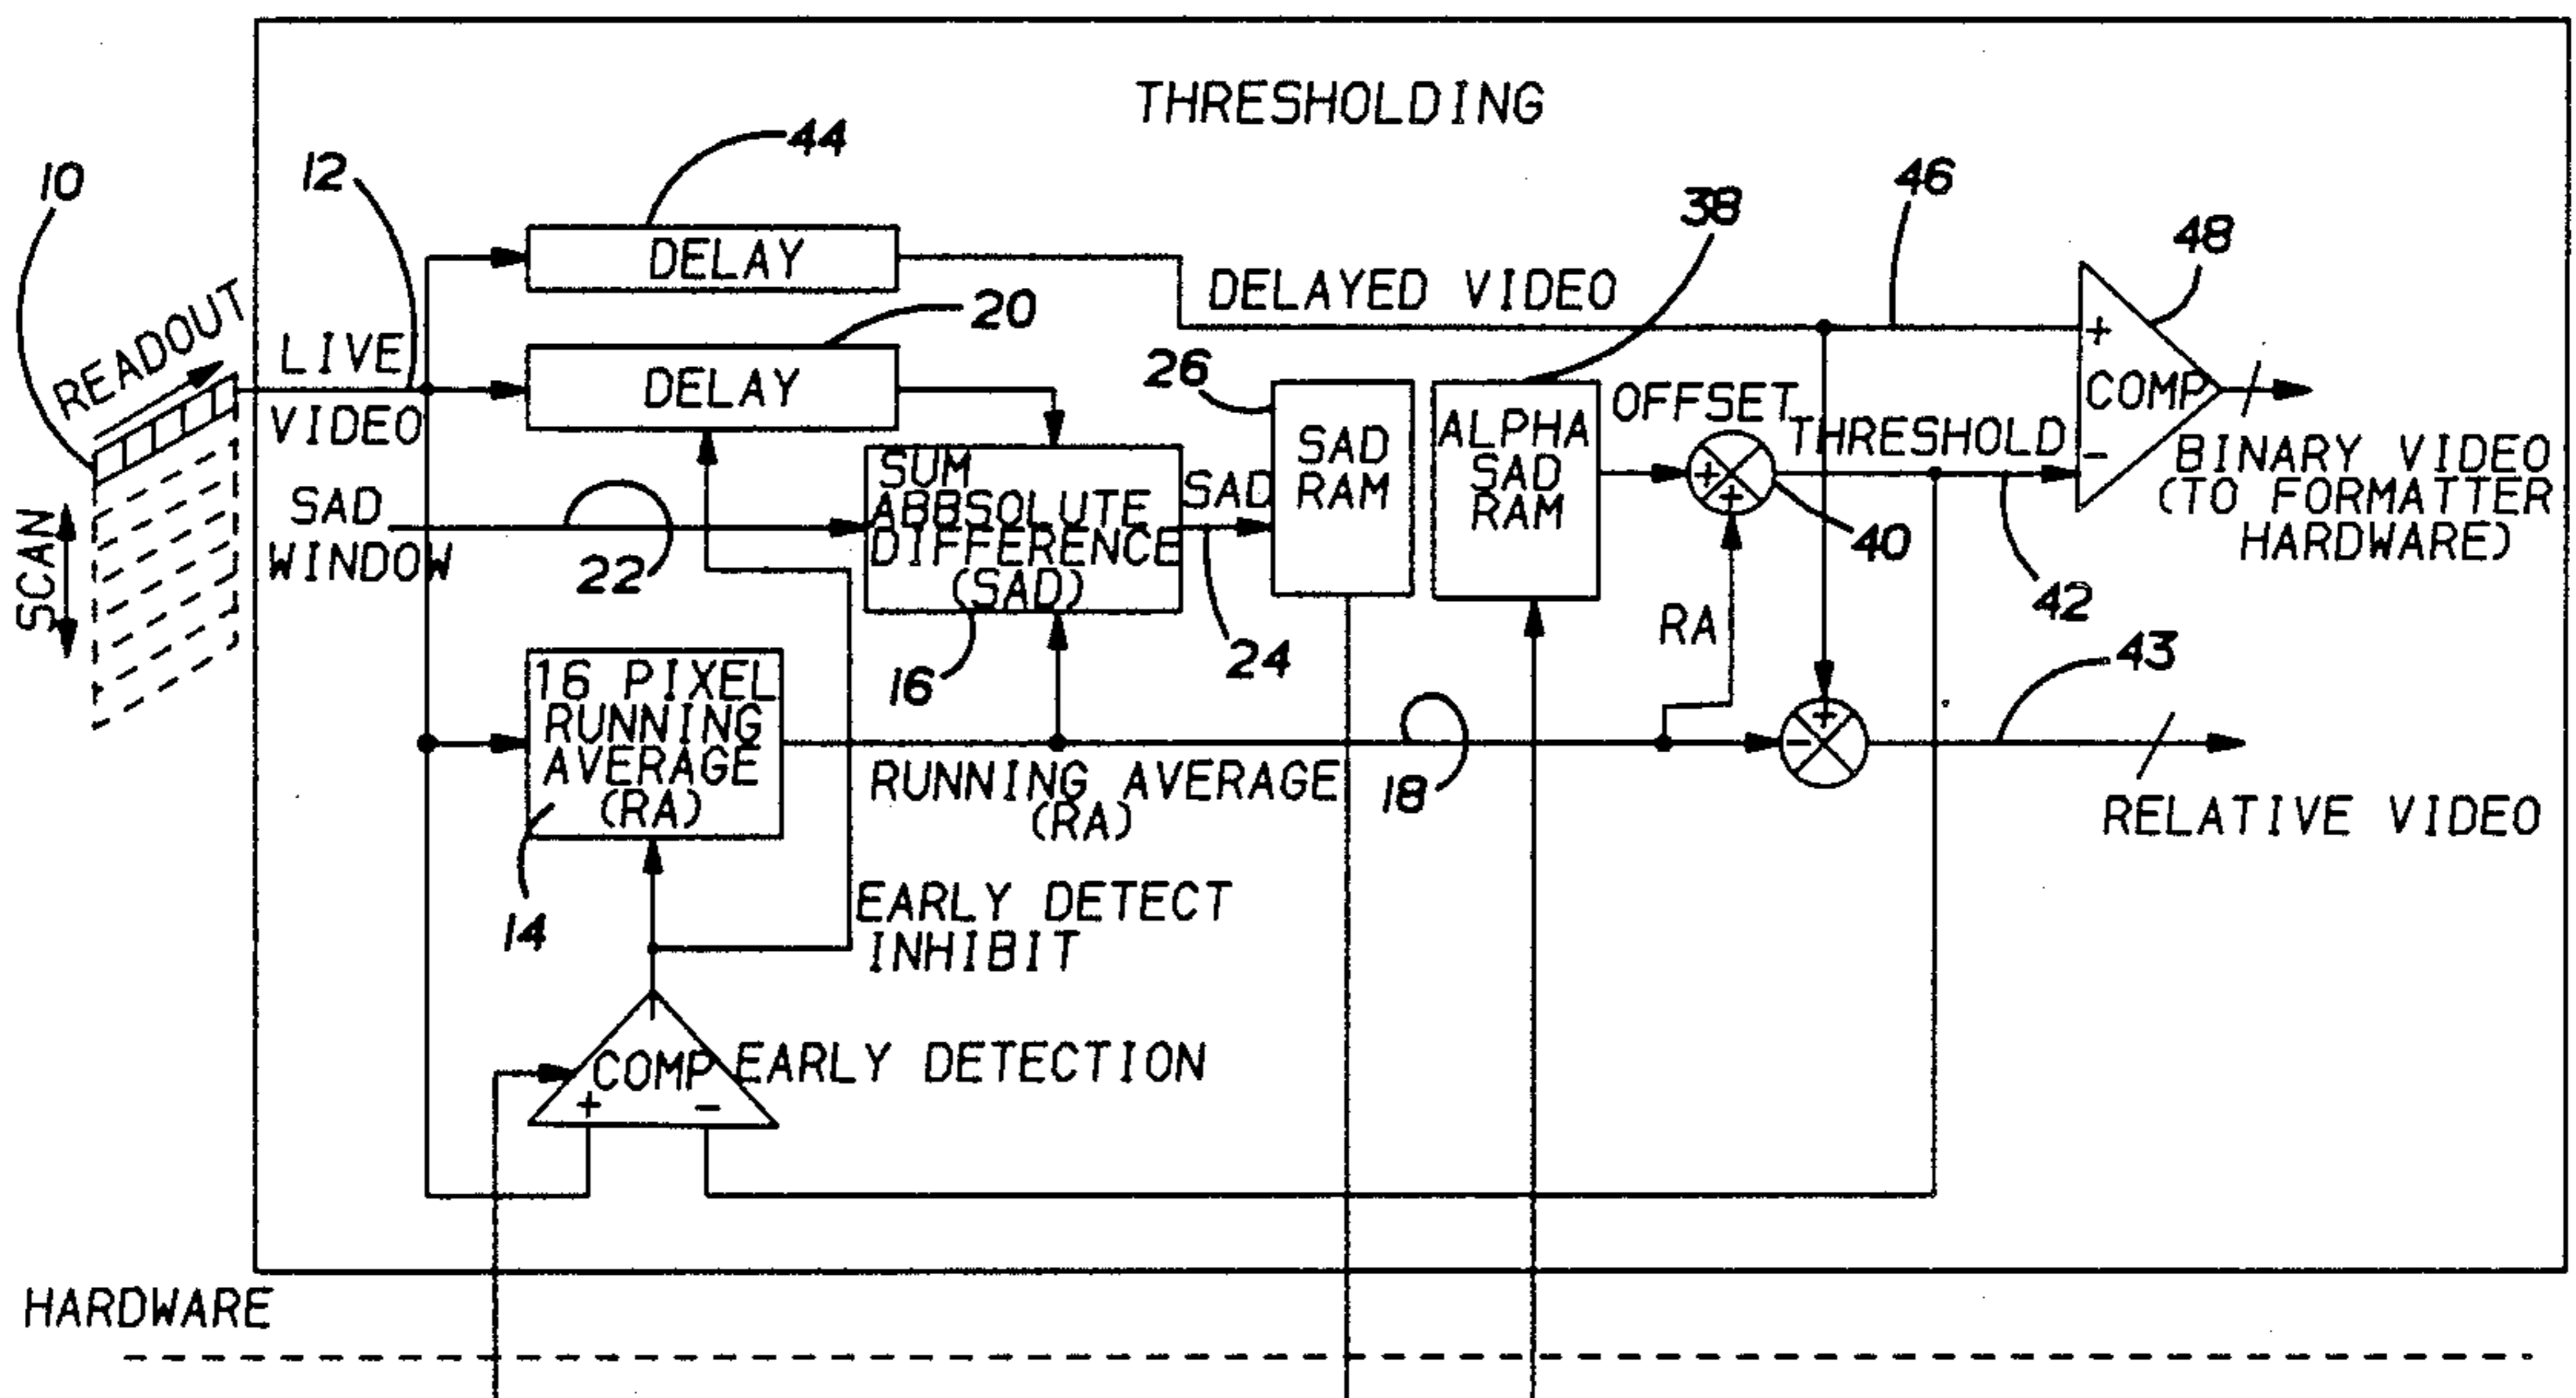 THRESHOLDING
44
10
12
46
38
48
DELAY
READOUT
DELAYED VIDEO
20
LIVE
VIDEO
DELAY
26
OFFSET
+
COMP
SAD
RAM
ALPHA
SAD
RAM
THRESHOLD
-
BINARY VIDEO
(TO FORMATTER
HARDWARE)
SUM
ABBSOLUTE
DIFFERENCE
(SAD)
SAD
+
+
SAD
WINDOW
SCAN
22
40
42
16
24
RA
43
16 PIXEL
RUNNING
AVERAGE
(RA)
+
-
RUNNING AVERAGE
(RA)
18
RELATIVE VIDEO
14
EARLY DETECT
INHIBIT
COMP
EARLY DETECTION
+ -
HARDWARE